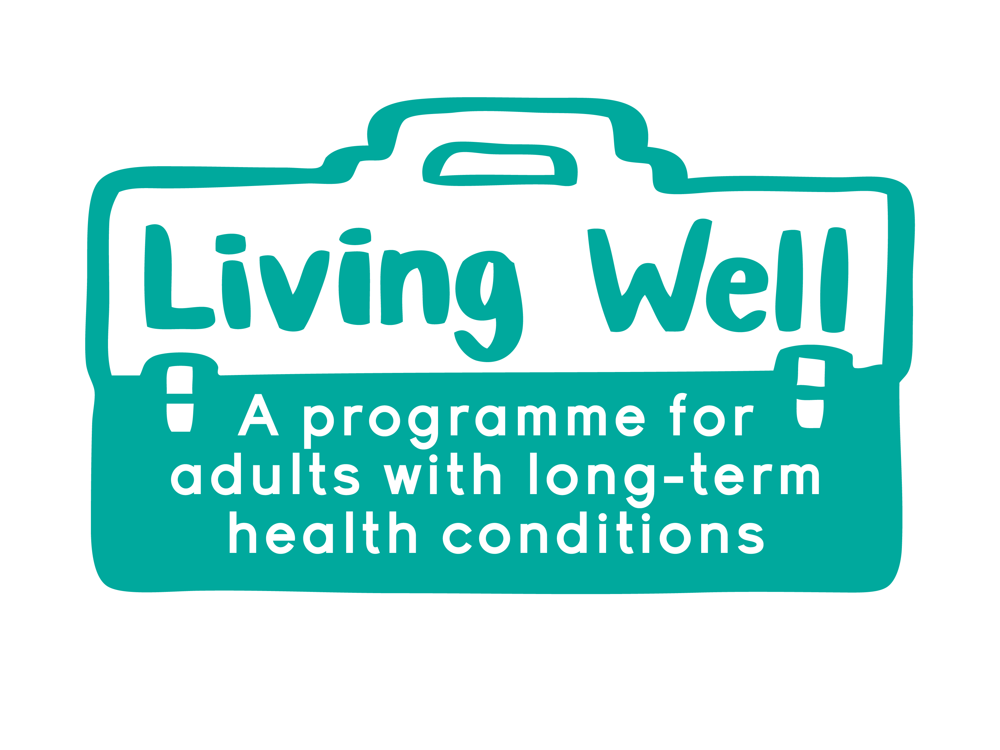 Living Well
A programme for
adults with long-term
health conditions